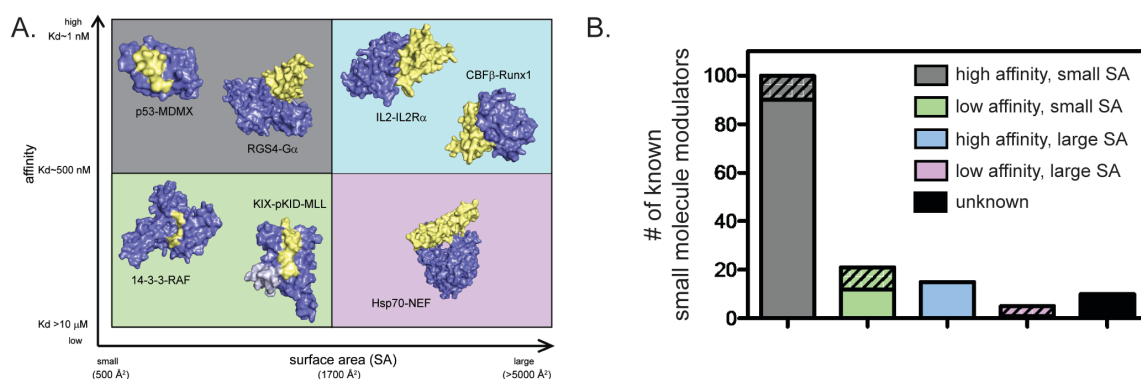 A.
high
Kd~1 nM
affinity
Kd~500 nM
Kd >10 µM
low
p53-MDMX
RGS4-Gα
IL2-IL2Rα
CBFβ-Runx1
14-3-3-RAF
KIX-pKID-MLL
Hsp70-NEF
small
(500 Å²)
surface area (SA)
(1700 Å²)
large
(>5000 Å²)
B.
# of known
small molecule modulators
100
80
60
40
20
0
high affinity, small SA
low affinity, small SA
high affinity, large SA
low affinity, large SA
unknown